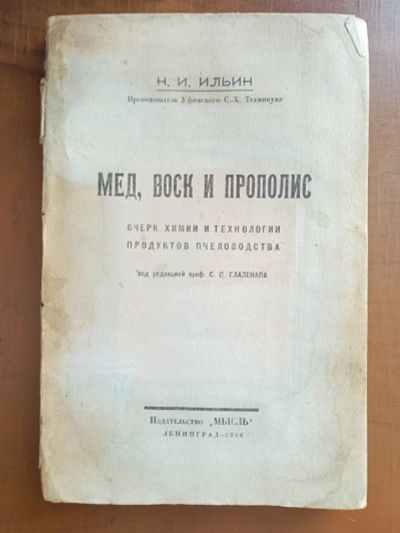 Н. И. ИЛЬИН
Преподаватель Уфимского С.-Х. Техникума
МЕД, ВОСК И ПРОПОЛИС
ОЧЕРК ХИМИИ И ТЕХНОЛОГИИ
ПРОДУКТОВ ПЧЕЛОВОДСТВА
под редакцией проф. С. П. ГЛАЗЕНАПА
Издательство „МЫСЛЬ"
ЛЕНИНГРАД—1926